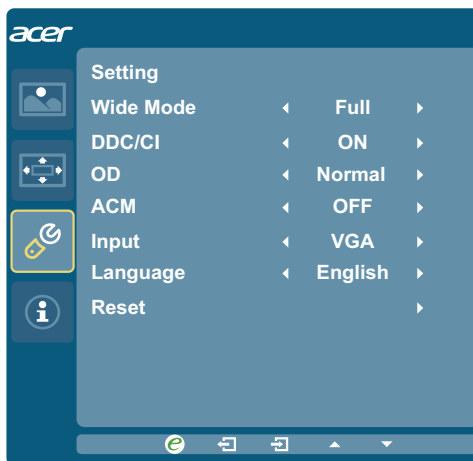 acer
Setting
Wide Mode Full
DDC/CI ON
OD Normal
ACM OFF
Input VGA
Language English
Reset
e